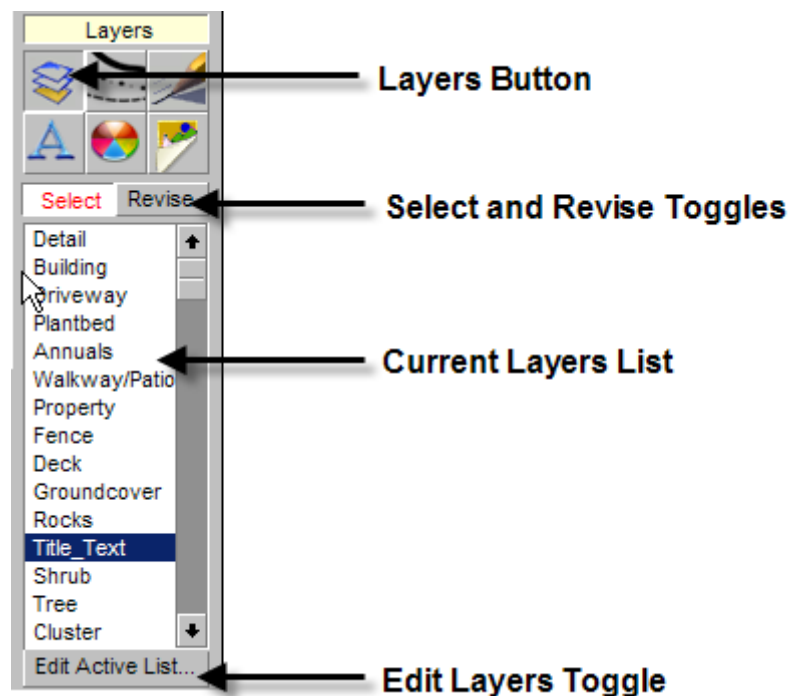 Layers
Layers Button
Select Revise
Select and Revise Toggles
Detail
Building
Driveway
Plantbed
Annuals
Current Layers List
Walkway/Patio
Property
Fence
Deck
Groundcover
Rocks
Title_Text
Shrub
Tree
Cluster
Edit Active List...
Edit Layers Toggle